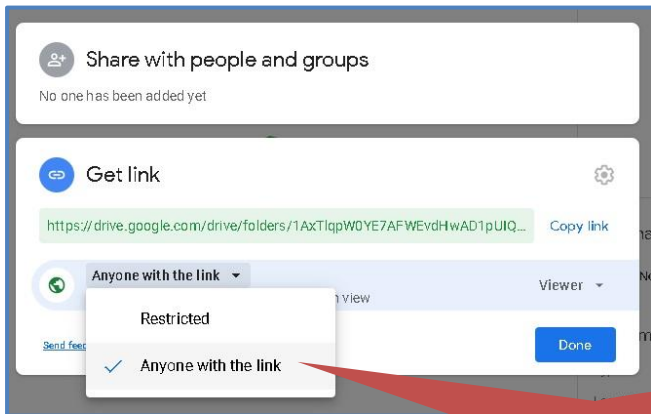 Share with people and groups
No one has been added yet
Get link
https://drive.google.com/drive/folders/1AxTlqpW0YE7AFWEvdHwAD1pUIQ... Copy link
Anyone with the link
view
Viewer
Restricted
Send feed
Done
Anyone with the link